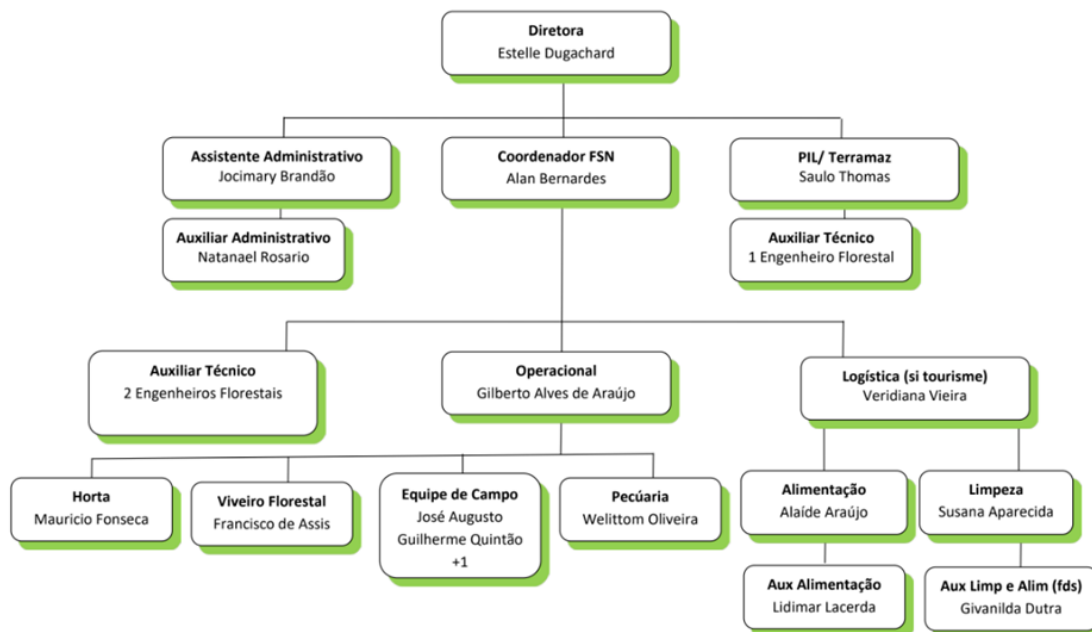 Diretora
Estelle Dugachard
Assistente Administrativo
Jocimary Brandão
Coordenador FSN
Alan Bernardes
PIL/ Terramaz
Saulo Thomas
Auxiliar Administrativo
Natanael Rosario
Auxiliar Técnico
1 Engenheiro Florestal
Auxiliar Técnico
2 Engenheiros Florestais
Operacional
Gilberto Alves de Araújo
Logística (si tourisme)
Veridiana Vieira
Horta
Mauricio Fonseca
Viveiro Florestal
Francisco de Assis
Equipe de Campo
José Augusto
Guilherme Quintão
+1
Pecúaria
Welittom Oliveira
Alimentação
Alaíde Araújo
Limpeza
Susana Aparecida
Aux Alimentação
Lidimar Lacerda
Aux Limp e Alim (fds)
Givanilda Dutra